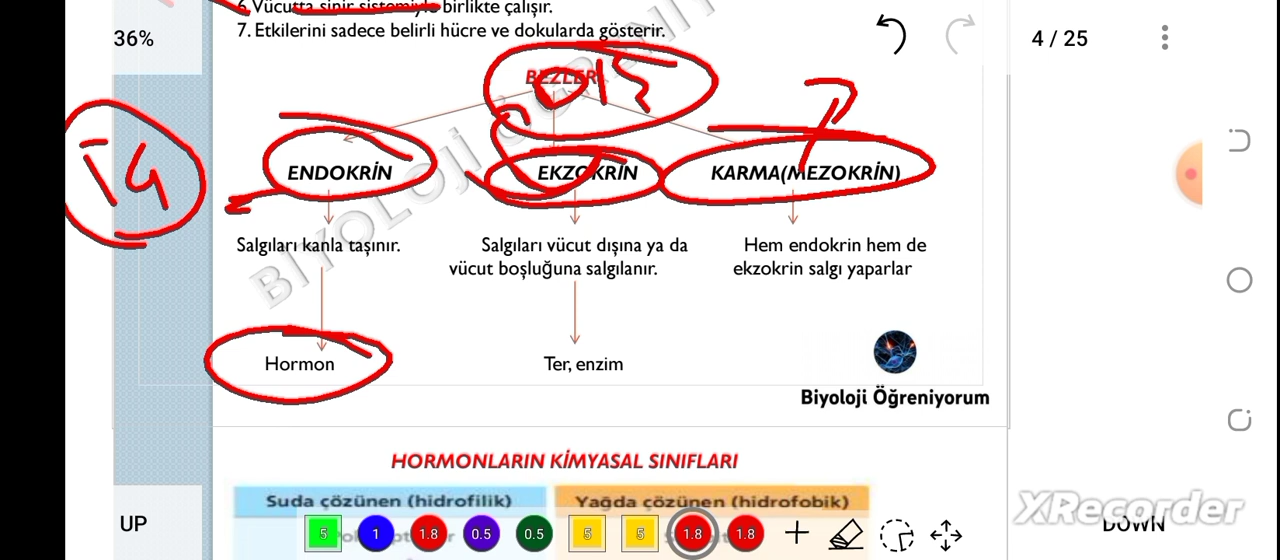 6. Vücutta sinir sistemiyle birlikte çalışır.
36%
7. Etkilerini sadece belirli hücre ve dokularda gösterir.
4 / 25
BEZLER
ENDOKRİN
EKZOKRİN
KARMA(MEZOKRİN)
Salgıları kanla taşınır.
Salgıları vücut dışına ya da
vücut boşluğuna salgılanır.
Hem endokrin hem de
ekzokrin salgı yaparlar
Hormon
Ter, enzim
Biyoloji Öğreniyorum
HORMONLARIN KİMYASAL SINIFLARI
Suda çözünen (hidrofilik)
Yağda çözünen (hidrofobik)
UP
5
1
1.8
0.5
0.5
5
5
1.8
1.8
DOWN
XRecorder